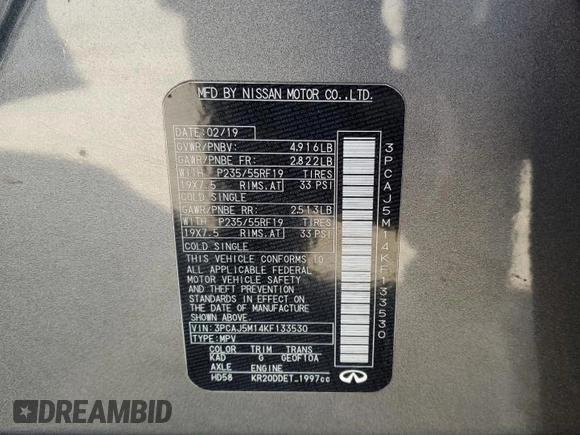 MFD BY NISSAN MOTOR CO.,LTD.
DATE: 02/19
GVWR/PNBV: 4,916LB
GAWR/PNBE FR: 2,822LB
WITH P235/55RF19 TIRES
19X7.5 RIMS.AT 33 PSI
COLD SINGLE
GAWR/PNBE RR: 2,513LB
WITH P235/55RF19 TIRES
19X7.5 RIMS.AT 33 PSI
COLD SINGLE
THIS VEHICLE CONFORMS TO
ALL APPLICABLE FEDERAL
MOTOR VEHICLE SAFETY
AND THEFT PREVENTION
STANDARDS IN EFFECT ON
THE DATE OF MANUFACTURE
SHOWN ABOVE.
VIN: 3PCAJ5M14KF133530
TYPE: MPV
COLOR TRIM TRANS
KAD G GE0F10A
AXLE ENGINE
HD58 KR20DDET_1997cc
3PCAJ5M14KF133530
DREAMBID